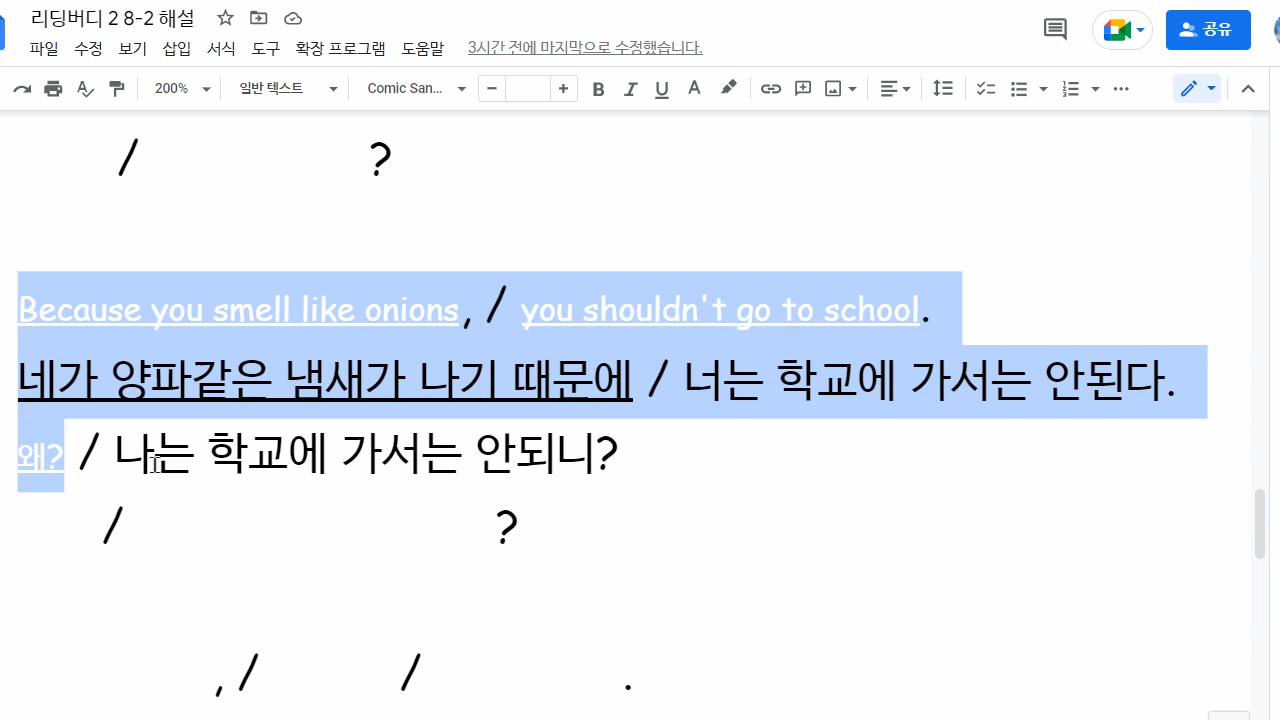 리딩버디 2 8-2 해설
파일 수정 보기 삽입 서식 도구 확장 프로그램 도움말 3시간 전에 마지막으로 수정했습니다.
공유
200% 일반 텍스트 Comic San... − + B I U A
/ ?
Because you smell like onions, / you shouldn't go to school.
네가 양파같은 냄새가 나기 때문에 / 너는 학교에 가서는 안된다.
왜? / 나는 학교에 가서는 안되니?
/ ?
, / / .